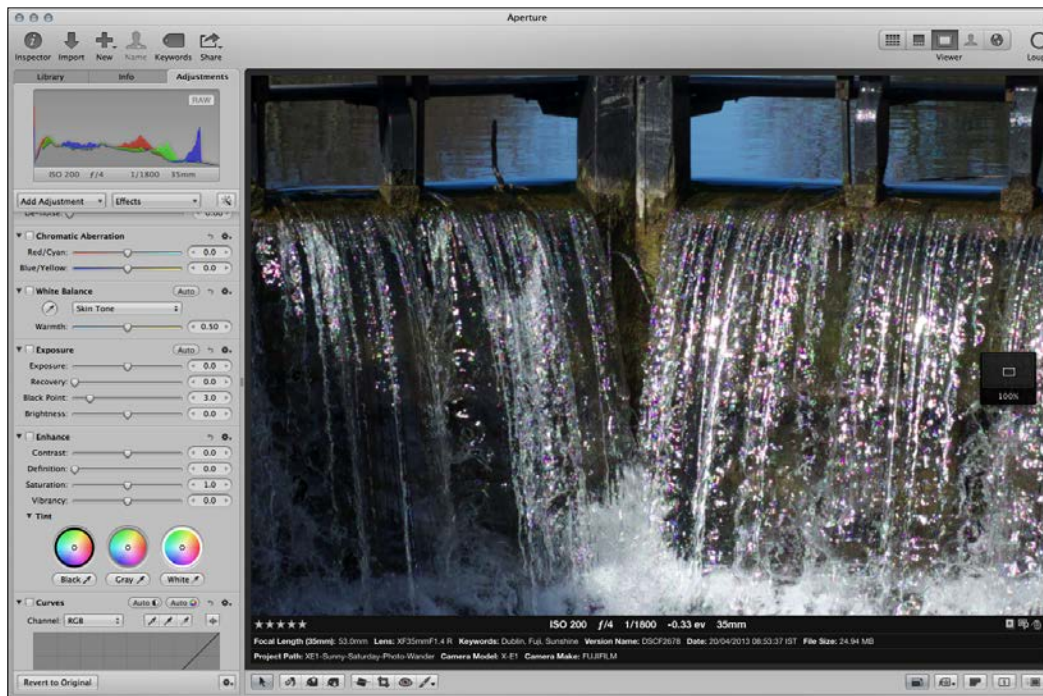 Aperture
Inspector Import New Name Keywords Share
Viewer
Library Info Adjustments
RAW
ISO 200 ƒ/4 1/1800 35mm
Add Adjustment Effects
De-noise: 0.00
Chromatic Aberration
Red/Cyan: 0.0
Blue/Yellow: 0.0
White Balance Auto
Skin Tone
Warmth: 0.50
Exposure Auto
Exposure: 0.0
Recovery: 0.0
Black Point: 3.0
Brightness: 0.0
Enhance
Contrast: 0.0
Definition: 0.0
Saturation: 1.0
Vibrancy: 0.0
Tint
Black Gray White
Curves Auto Auto
Channel: RGB
Revert to Original
100%
ISO 200 ƒ/4 1/1800 -0.33 ev 35mm
Focal Length (35mm): 53.0mm Lens: XF35mmF1.4 R Keywords: Dublin, Fuji, Sunshine Version Name: DSCF2678 Date: 20/04/2013 08:53:37 IST File Size: 24.94 MB
Project Path: XE1-Sunny-Saturday-Photo-Wander Camera Model: X-E1 Camera Make: FUJIFILM